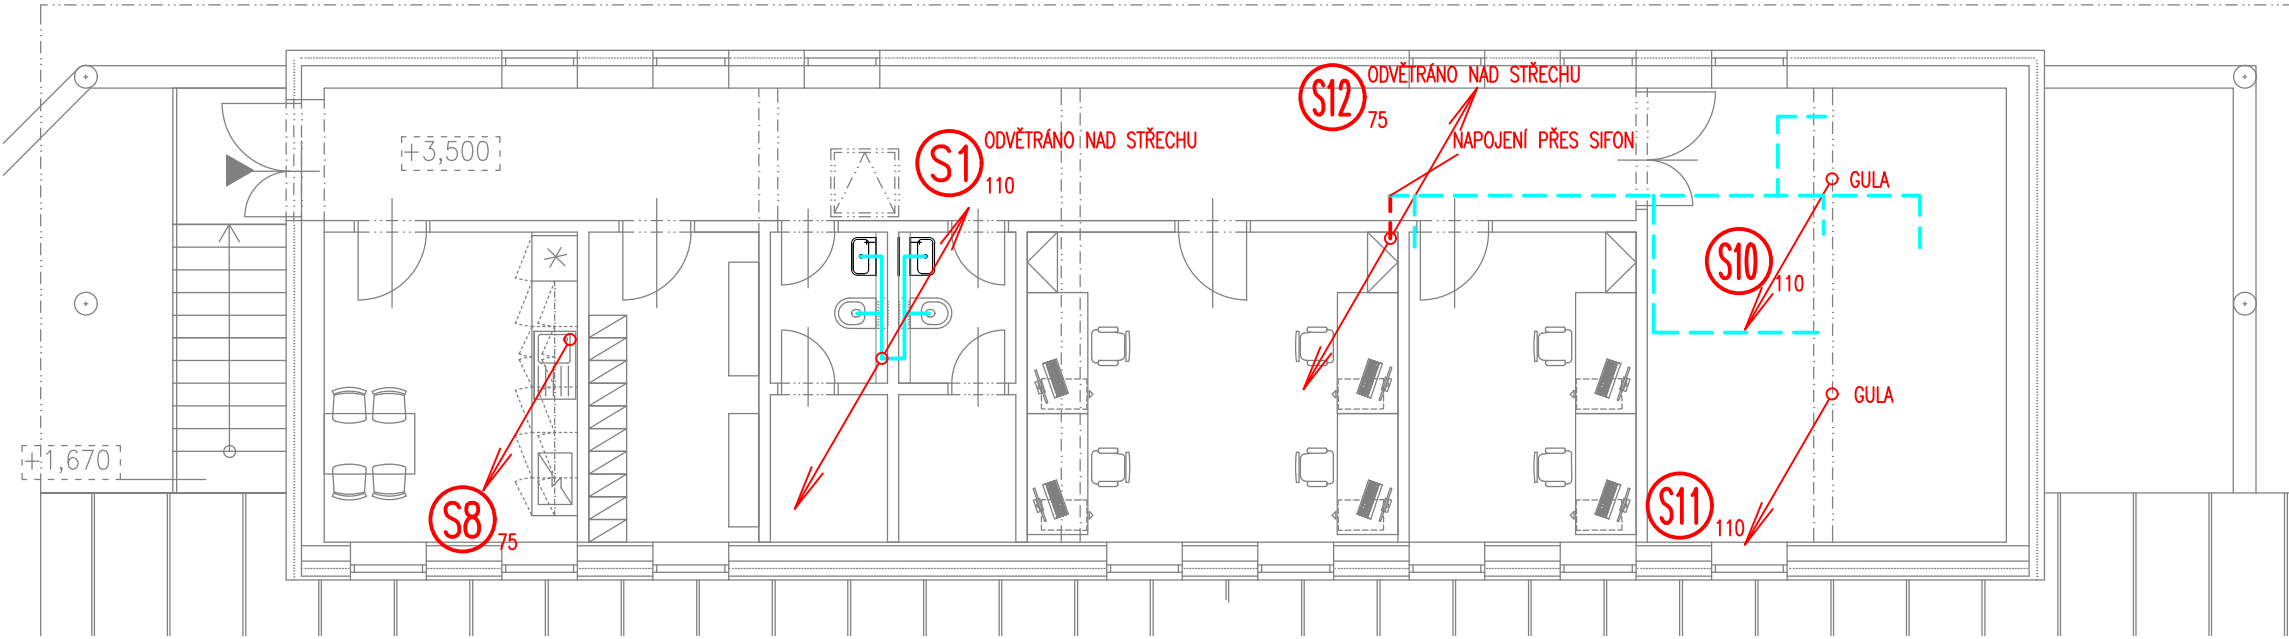 S12
ODVĚTRÁNO NAD STŘECHU
75
+3,500
S1
ODVĚTRÁNO NAD STŘECHU
110
NAPOJENÍ PŘES SIFON
GULA
S10
110
GULA
+1,670
S8
75
S11
110